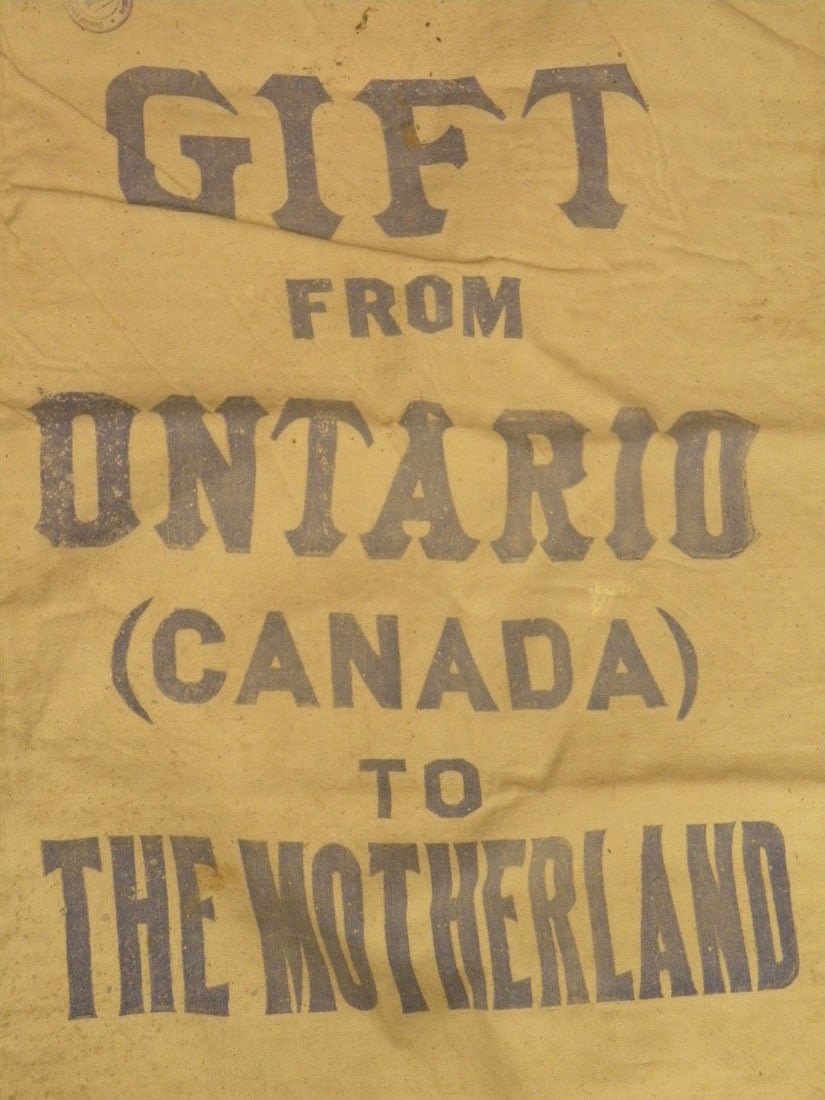 GIFT
FROM
ONTARIO
(CANADA)
TO
THE MOTHERLAND